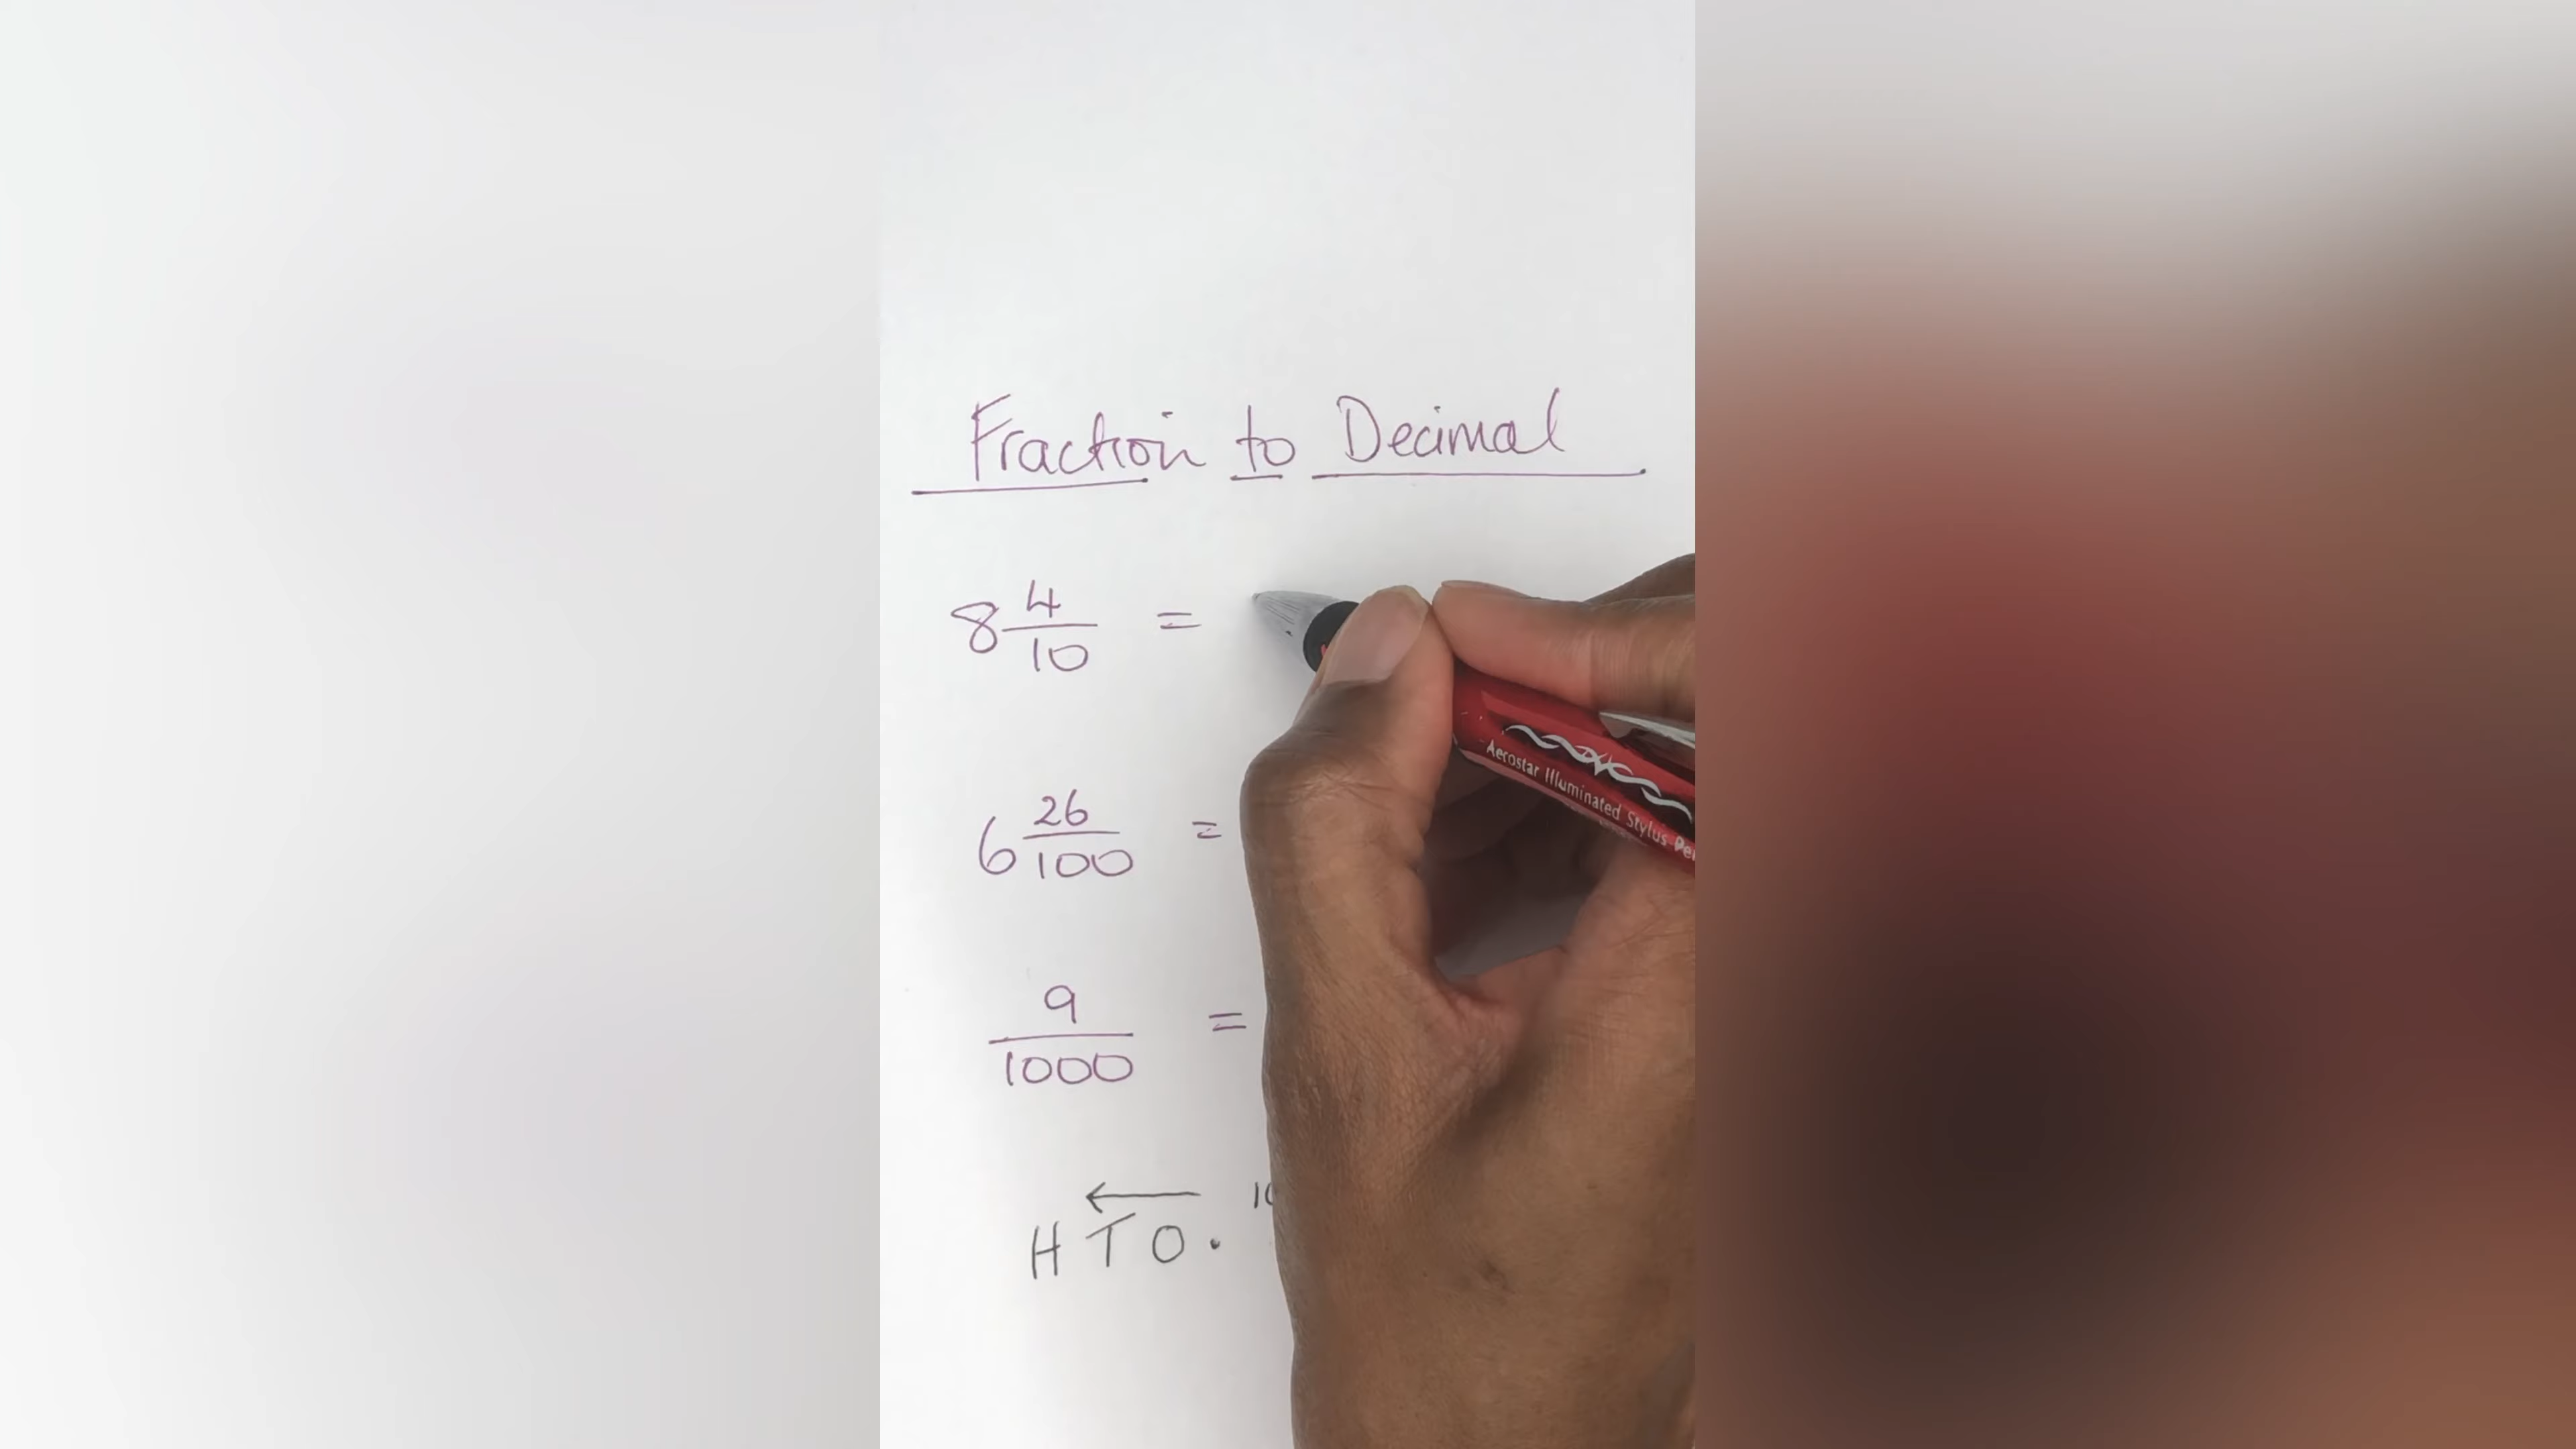 Fraction to Decimal
8 4/10 =
6 26/100 =
9/1000 =
H T O .
Aerostar Illuminated Stylus